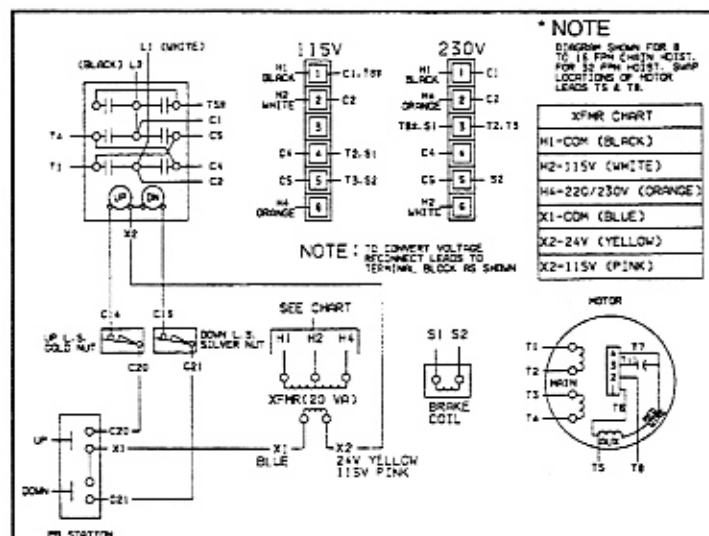 * NOTE
DIAGRAM SHOWN FOR 8
TO 16 FPM CHAIN HOIST.
FOR 32 FPM HOIST. SWAP
LOCATIONS OF MOTOR
LEADS T5 & T8.
L1 (WHITE)
(BLACK) L2
T5*
C1
T4
C5
T1
C4
C2
UP
DN
X2
115V
H1
BLACK
1
C1, T5*
H2
WHITE
2
C2
3
C4
4
T2, S1
C5
5
T3, S2
H4
ORANGE
6
230V
H1
BLACK
1
C1
H4
ORANGE
2
C2
T8*, S1
3
T2, T3
C4
4
C5
5
S2
H2
WHITE
6
NOTE: TO CONVERT VOLTAGE
RECONNECT LEADS TO
TERMINAL BLOCK AS SHOWN
XFMR CHART
H1-COM (BLACK)
H2-115V (WHITE)
H4-220/230V (ORANGE)
X1-COM (BLUE)
X2-24V (YELLOW)
X2-115V (PINK)
C14
C15
UP L.S.
GOLD NUT
DOWN L.S.
SILVER NUT
C20
C21
SEE CHART
H1 H2 H4
XFMR(20 VA)
X1
BLUE
X2
24V YELLOW
115V PINK
S1 S2
BRAKE
COIL
MOTOR
T1
T2
MAIN
T3
T4
4
3
2
1
T7
T6
AUX
T5
T8
UP
C20
X1
DOWN
C21
PB STATION